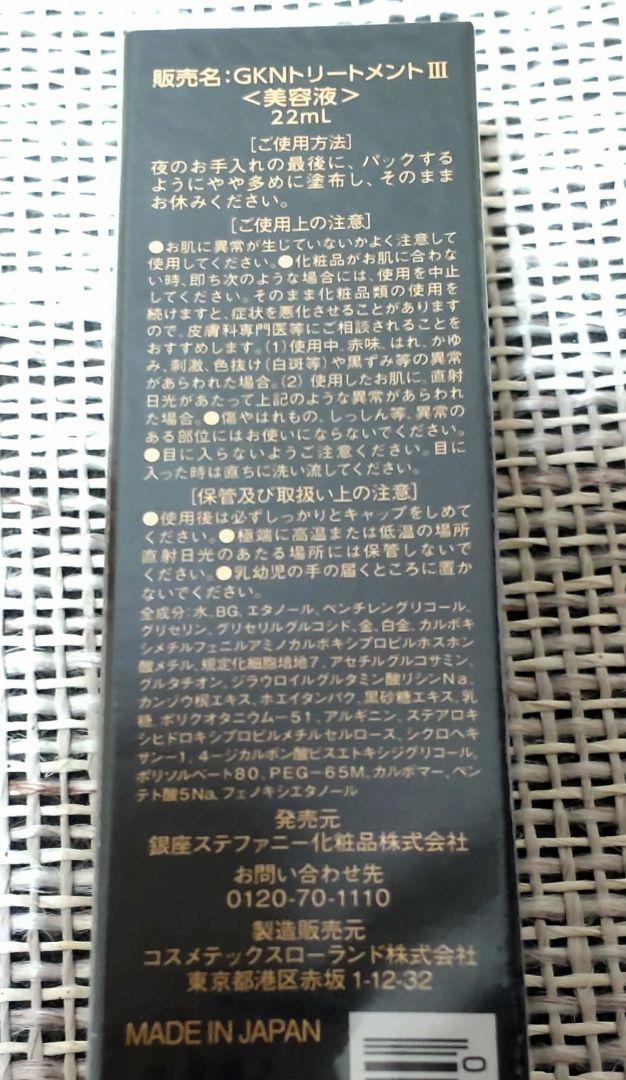 販売名:GKNトリートメントⅢ
<美容液>
22mL
[ご使用方法]
夜のお手入れの最後に、パックする
ようにやや多めに塗布し、そのまま
お休みください。
[ご使用上の注意]
●お肌に異常が生じていないかよく注意して
使用してください。●化粧品がお肌に合わな
い時、即ち次のような場合には、使用を中止
してください。そのまま化粧品類の使用を
続けますと、症状を悪化させることがあります
ので、皮膚科専門医等にご相談されることを
おすすめします。(1)使用中、赤味、はれ、かゆ
み、刺激、色抜け(白斑等)や黒ずみ等の異常
があらわれた場合。(2) 使用したお肌に、直射
日光があたって上記のような異常があらわれ
た場合。●傷やはれもの、しっしん等、異常の
ある部位にはお使いにならないでください。
●目に入らないようご注意ください。目に
入った時は直ちに洗い流してください。
[保管及び取扱い上の注意]
●使用後は必ずしっかりとキャップをしめて
ください。●極端に高温または低温の場所
直射日光のあたる場所には保管しないで
ください。●乳幼児の手の届くところに置か
ないでください。
全成分:水、BG、エタノール、ペンチレングリコール、
グリセリン、グリセリルグルコシド、金、白金、カルボキ
シメチルフェニルアミノカルボキシプロピルホスホン
酸メチル、規定化細胞培地7、アセチルグルコサミン、
グルタチオン、ジラウロイルグルタミン酸リシンNa、
カンゾウ根エキス、ホエイタンパク、黒砂糖エキス、乳
糖、ポリクオタニウム-51、アルギニン、ステアロキ
シヒドロキシプロピルメチルセルロース、シクロヘキ
サン-1, 4-ジカルボン酸ビスエトキシジグリコール、
ポリソルベート80、PEG-65M、カルボマー、ペン
テト酸5Na、フェノキシエタノール
発売元
銀座ステファニー化粧品株式会社
お問い合わせ先
0120-70-1110
製造販売元
コスメテックスローランド株式会社
東京都港区赤坂 1-12-32
MADE IN JAPAN
0